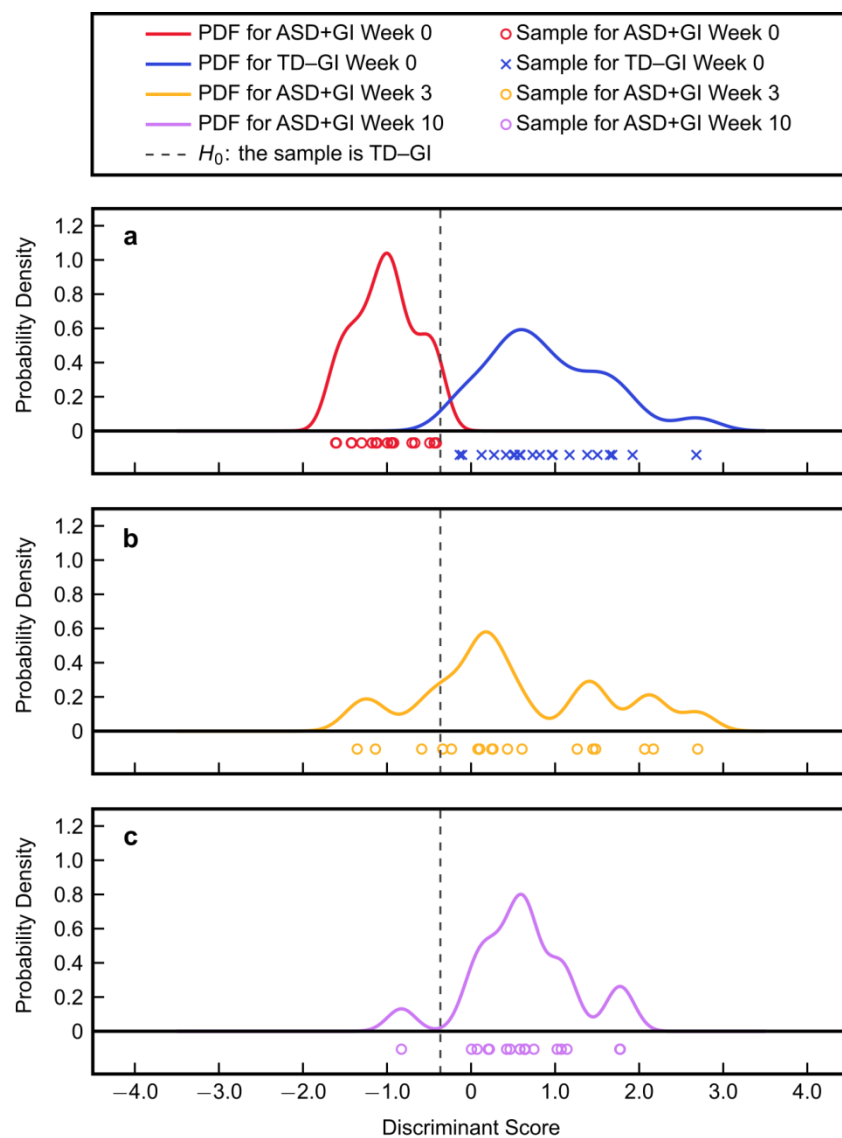 PDF for ASD+GI Week 0
Sample for ASD+GI Week 0
PDF for TD–GI Week 0
Sample for TD–GI Week 0
PDF for ASD+GI Week 3
Sample for ASD+GI Week 3
PDF for ASD+GI Week 10
Sample for ASD+GI Week 10
H₀: the sample is TD–GI
a
Probability Density
1.2
1.0
0.8
0.6
0.4
0.2
0
b
Probability Density
1.2
1.0
0.8
0.6
0.4
0.2
0
c
Probability Density
1.2
1.0
0.8
0.6
0.4
0.2
0
−4.0 −3.0 −2.0 −1.0 0 1.0 2.0 3.0 4.0
Discriminant Score